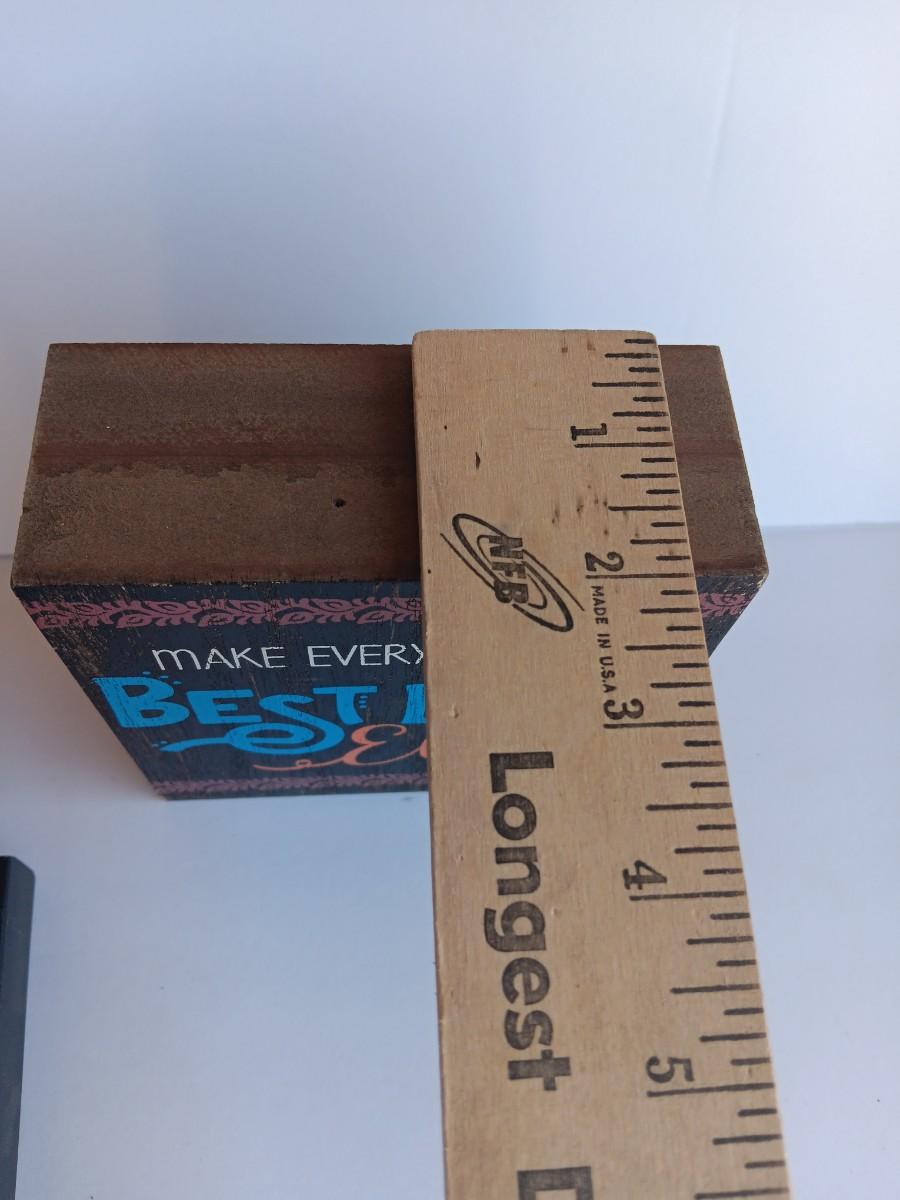 MAKE EVERY
BEST
1
2
3
4
5
MADE IN U.S.A
NFB
Longest